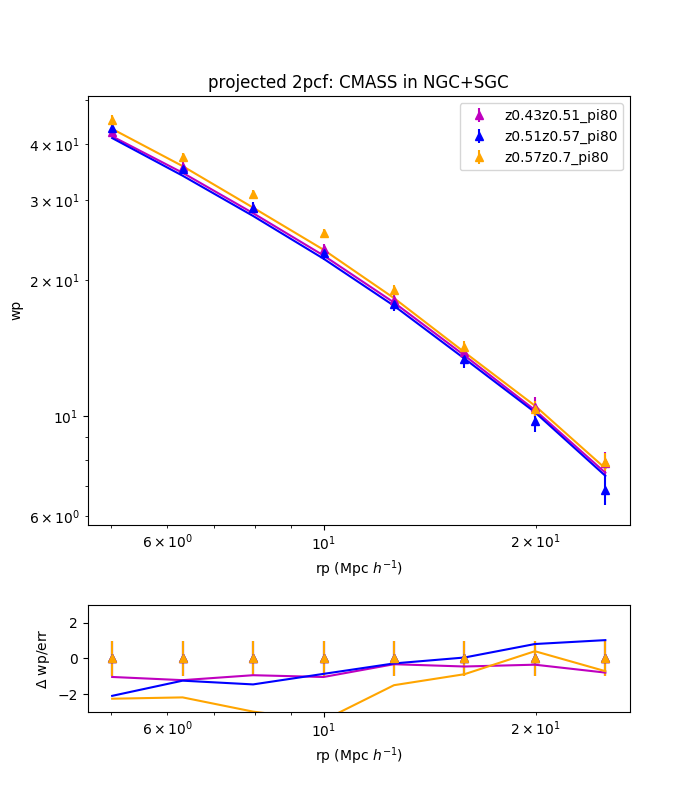 projected 2pcf: CMASS in NGC+SGC
z0.43z0.51_pi80
z0.51z0.57_pi80
z0.57z0.7_pi80
4 × 10¹
3 × 10¹
2 × 10¹
10¹
6 × 10⁰
wp
6 × 10⁰ 10¹ 2 × 10¹
rp (Mpc h⁻¹)
2
0
−2
Δ wp/err
6 × 10⁰ 10¹ 2 × 10¹
rp (Mpc h⁻¹)